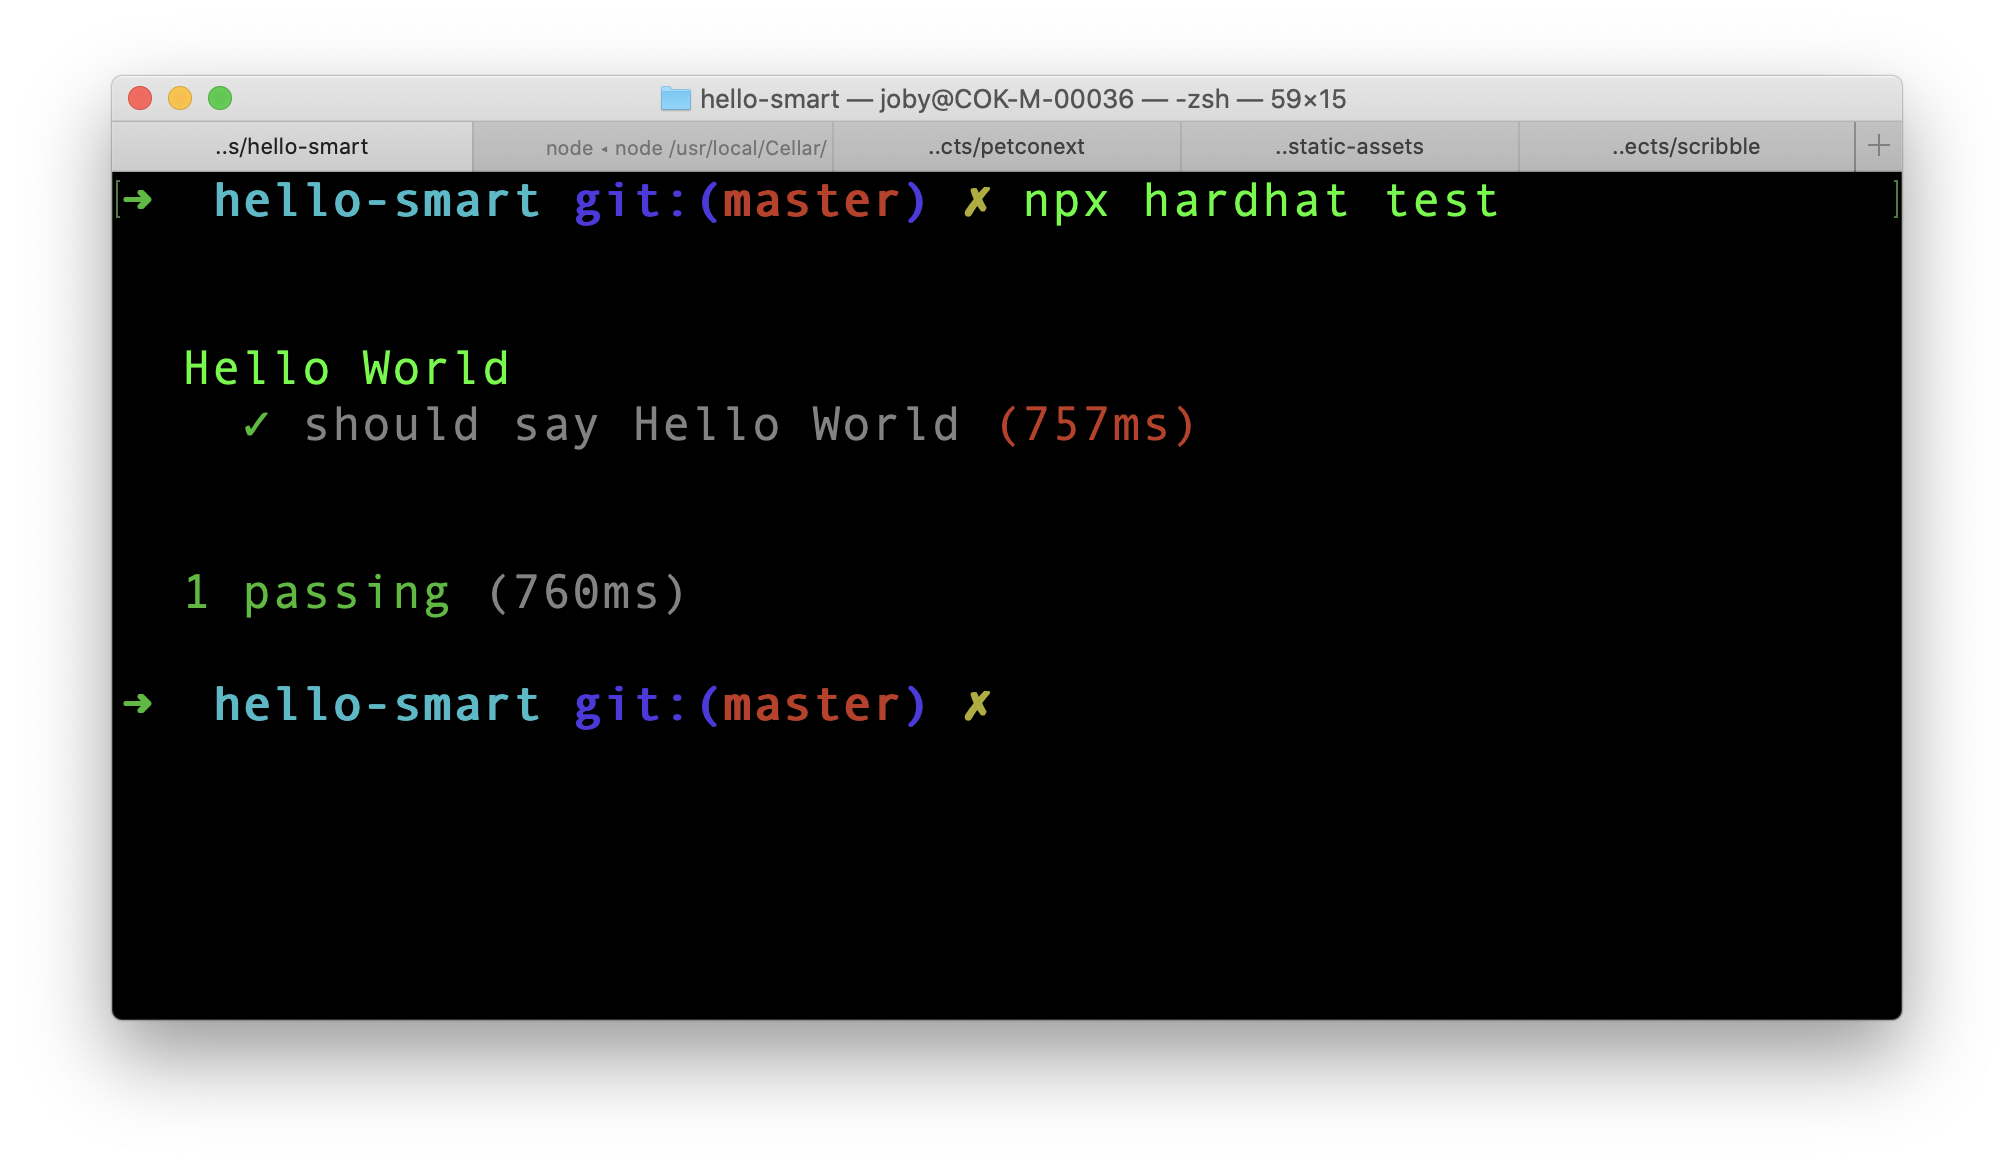 hello-smart — joby@COK-M-00036 — -zsh — 59×15
..s/hello-smart
node ◂ node /usr/local/Cellar/
..cts/petconext
..static-assets
..ects/scribble
[➜ hello-smart git:(master) ✗ npx hardhat test ]
Hello World
✓ should say Hello World (757ms)
1 passing (760ms)
➜ hello-smart git:(master) ✗